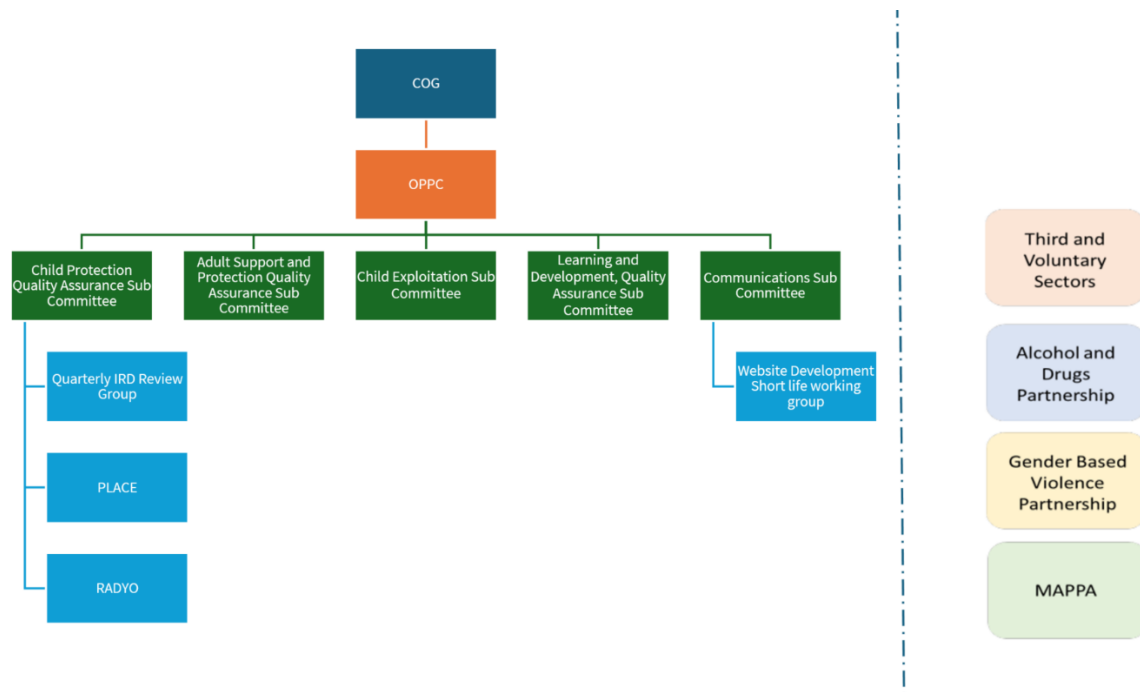 COG
OPPC
Child Protection
Quality Assurance Sub
Committee
Adult Support and
Protection Quality
Assurance Sub
Committee
Child Exploitation Sub
Committee
Learning and
Development, Quality
Assurance Sub
Committee
Communications Sub
Committee
Quarterly IRD Review
Group
PLACE
RADYO
Website Development
Short life working
group
Third and
Voluntary
Sectors
Alcohol and
Drugs
Partnership
Gender Based
Violence
Partnership
MAPPA